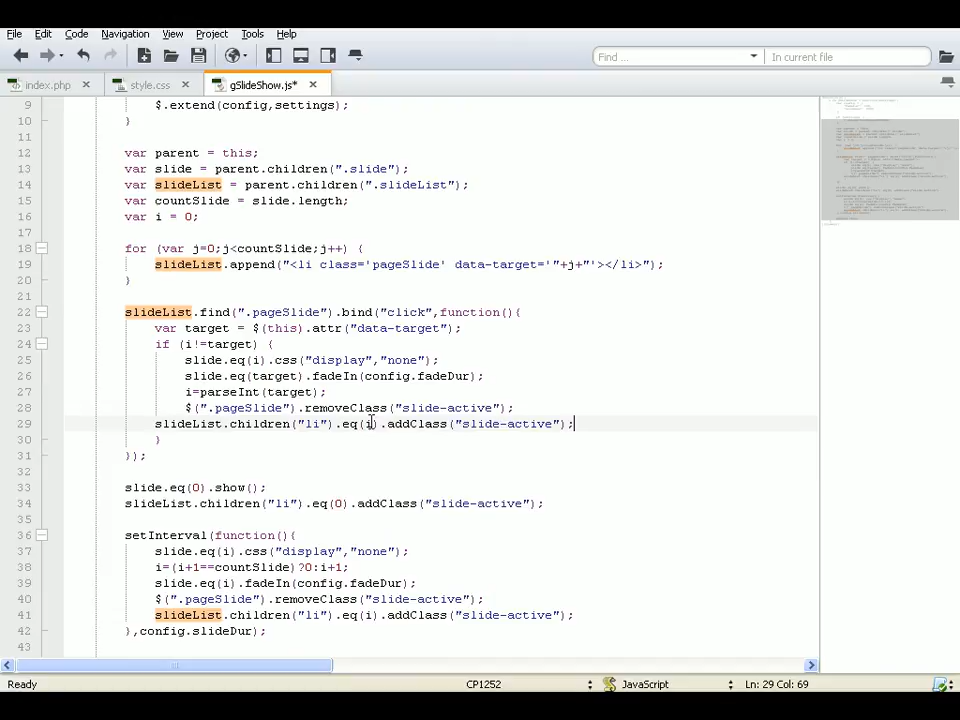 File Edit Code Navigation View Project Tools Help
Find ... In current file
index.php style.css gSlideShow.js*
9 $.extend(config,settings);
10 }
11
12 var parent = this;
13 var slide = parent.children(".slide");
14 var slideList = parent.children(".slideList");
15 var countSlide = slide.length;
16 var i = 0;
17
18 for (var j=0;j<countSlide;j++) {
19 slideList.append("<li class='pageSlide' data-target='"+j+"'></li>");
20 }
21
22 slideList.find(".pageSlide").bind("click",function(){
23 var target = $(this).attr("data-target");
24 if (i!=target) {
25 slide.eq(i).css("display","none");
26 slide.eq(target).fadeIn(config.fadeDur);
27 i=parseInt(target);
28 $(".pageSlide").removeClass("slide-active");
29 slideList.children("li").eq(i).addClass("slide-active");
30 }
31 });
32
33 slide.eq(0).show();
34 slideList.children("li").eq(0).addClass("slide-active");
35
36 setInterval(function(){
37 slide.eq(i).css("display","none");
38 i=(i+1==countSlide)?0:i+1;
39 slide.eq(i).fadeIn(config.fadeDur);
40 $(".pageSlide").removeClass("slide-active");
41 slideList.children("li").eq(i).addClass("slide-active");
42 },config.slideDur);
43
Ready CP1252 JavaScript Ln: 29 Col: 69